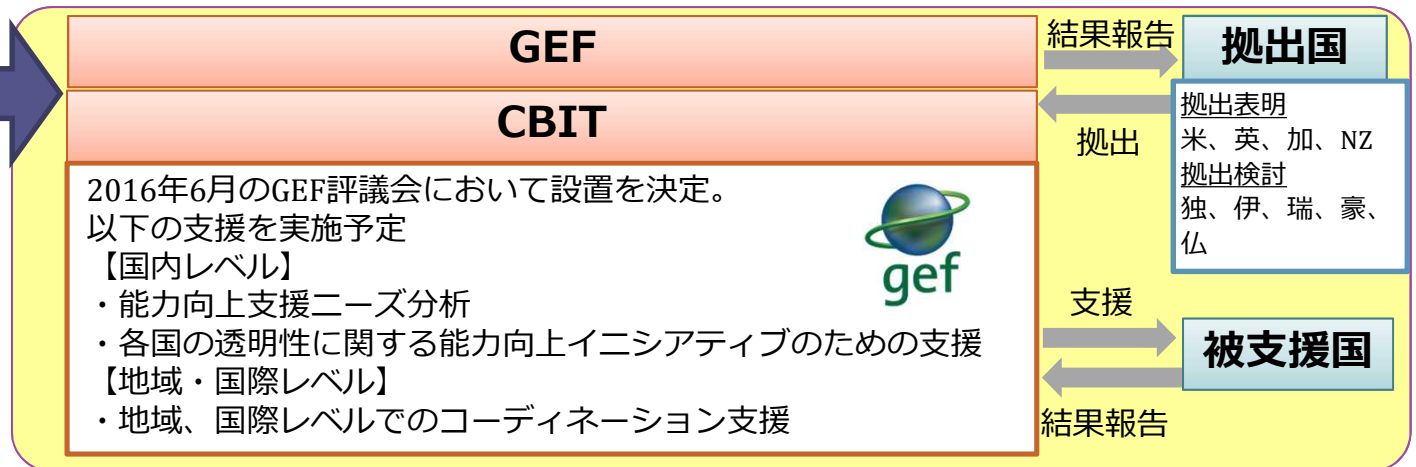 GEF
CBIT
2016年6月のGEF評議会において設置を決定。
以下の支援を実施予定
【国内レベル】
・能力向上支援ニーズ分析
・各国の透明性に関する能力向上イニシアティブのための支援
【地域・国際レベル】
・地域、国際レベルでのコーディネーション支援
gef
結果報告
拠出
拠出国
拠出表明
米、英、加、NZ
拠出検討
独、伊、瑞、豪、
仏
支援
被支援国
結果報告